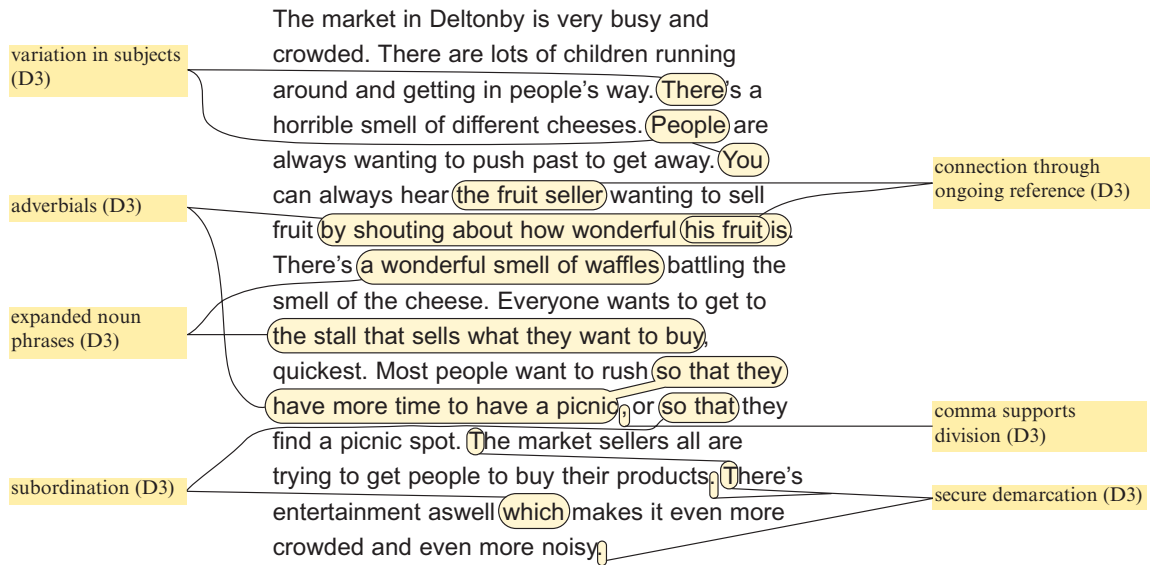 The market in Deltonby is very busy and
crowded. There are lots of children running
around and getting in people's way. There's a
horrible smell of different cheeses. People are
always wanting to push past to get away. You
can always hear the fruit seller wanting to sell
fruit by shouting about how wonderful his fruit is.
There's a wonderful smell of waffles battling the
smell of the cheese. Everyone wants to get to
the stall that sells what they want to buy,
quickest. Most people want to rush so that they
have more time to have a picnic, or so that they
find a picnic spot. The market sellers all are
trying to get people to buy their products. There's
entertainment aswell which makes it even more
crowded and even more noisy.
variation in subjects
(D3)
adverbials (D3)
expanded noun
phrases (D3)
subordination (D3)
connection through
ongoing reference (D3)
comma supports
division (D3)
secure demarcation (D3)